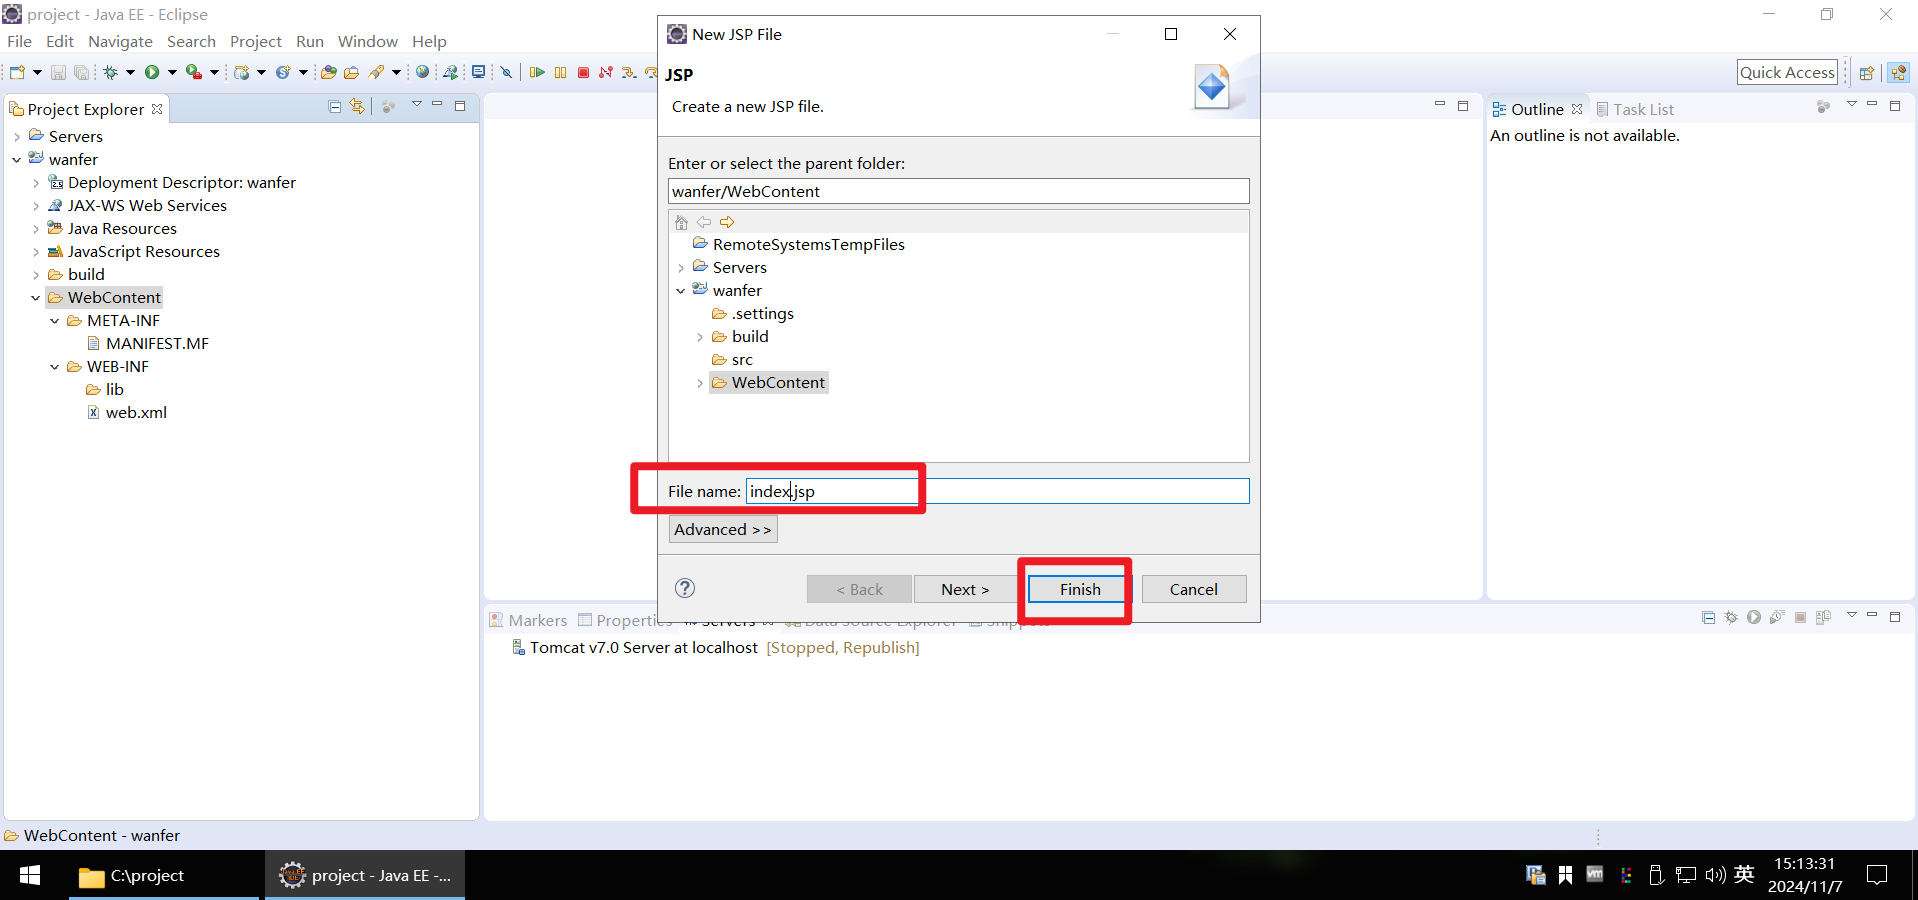 project - Java EE - Eclipse
File Edit Navigate Search Project Run Window Help
Quick Access
Project Explorer
Servers
wanfer
Deployment Descriptor: wanfer
JAX-WS Web Services
Java Resources
JavaScript Resources
build
WebContent
META-INF
MANIFEST.MF
WEB-INF
lib
web.xml
New JSP File
JSP
Create a new JSP file.
Enter or select the parent folder:
wanfer/WebContent
RemoteSystemsTempFiles
Servers
wanfer
.settings
build
src
WebContent
File name: index.jsp
Advanced >>
< Back Next > Finish Cancel
Outline Task List
An outline is not available.
Markers Properties Servers Data Source Explorer Snippets
Tomcat v7.0 Server at localhost [Stopped, Republish]
WebContent - wanfer
C:\project
project - Java EE -...
英
15:13:31
2024/11/7